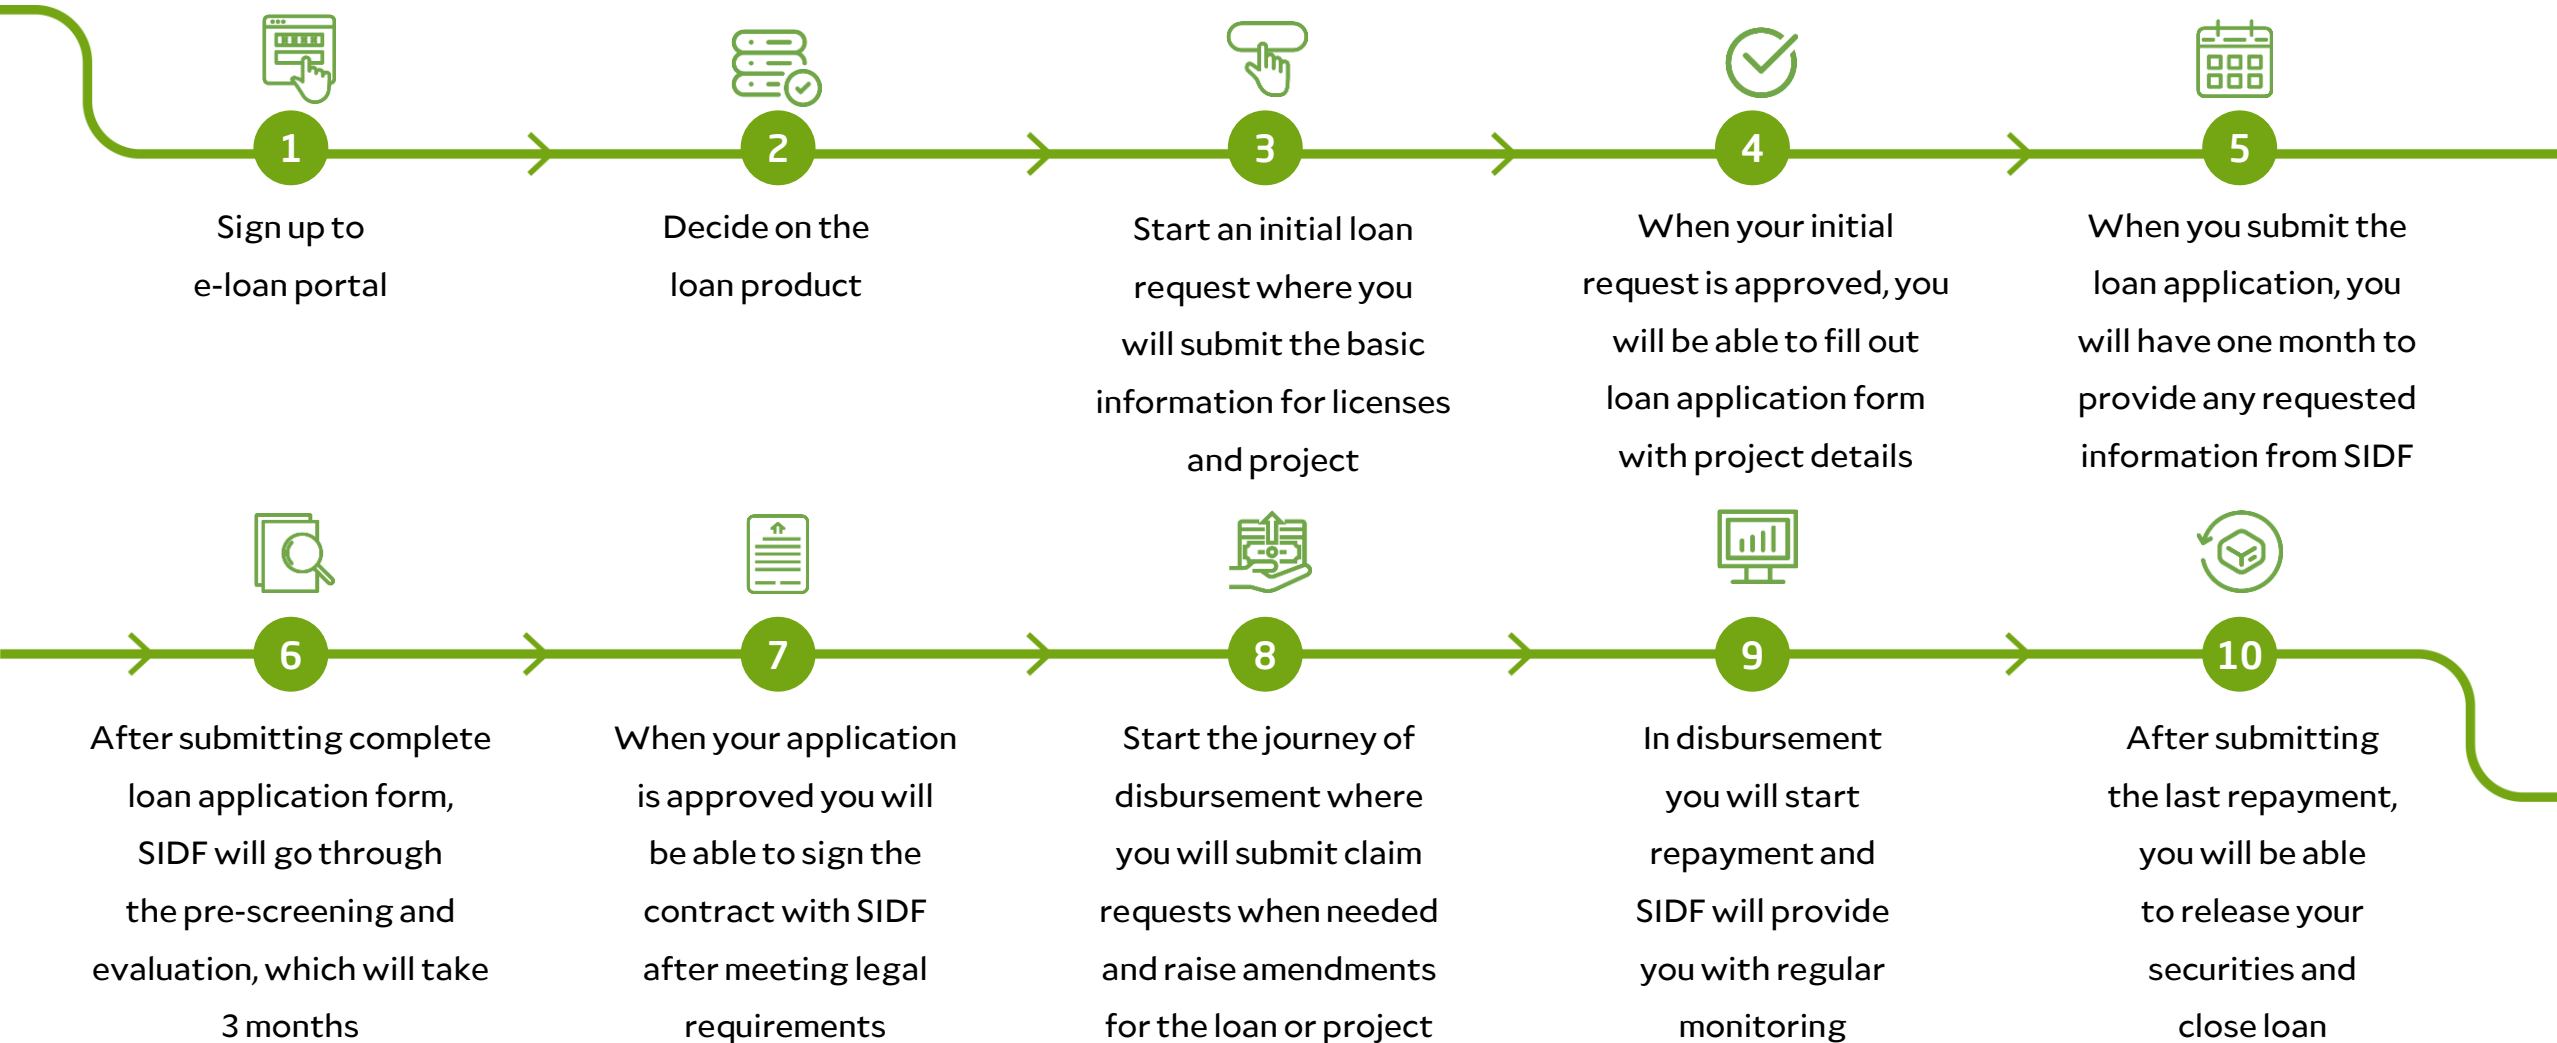 1
Sign up to
e-loan portal
2
Decide on the
loan product
3
Start an initial loan
request where you
will submit the basic
information for licenses
and project
4
When your initial
request is approved, you
will be able to fill out
loan application form
with project details
5
When you submit the
loan application, you
will have one month to
provide any requested
information from SIDF
6
After submitting complete
loan application form,
SIDF will go through
the pre-screening and
evaluation, which will take
3 months
7
When your application
is approved you will
be able to sign the
contract with SIDF
after meeting legal
requirements
8
Start the journey of
disbursement where
you will submit claim
requests when needed
and raise amendments
for the loan or project
9
In disbursement
you will start
repayment and
SIDF will provide
you with regular
monitoring
10
After submitting
the last repayment,
you will be able
to release your
securities and
close loan